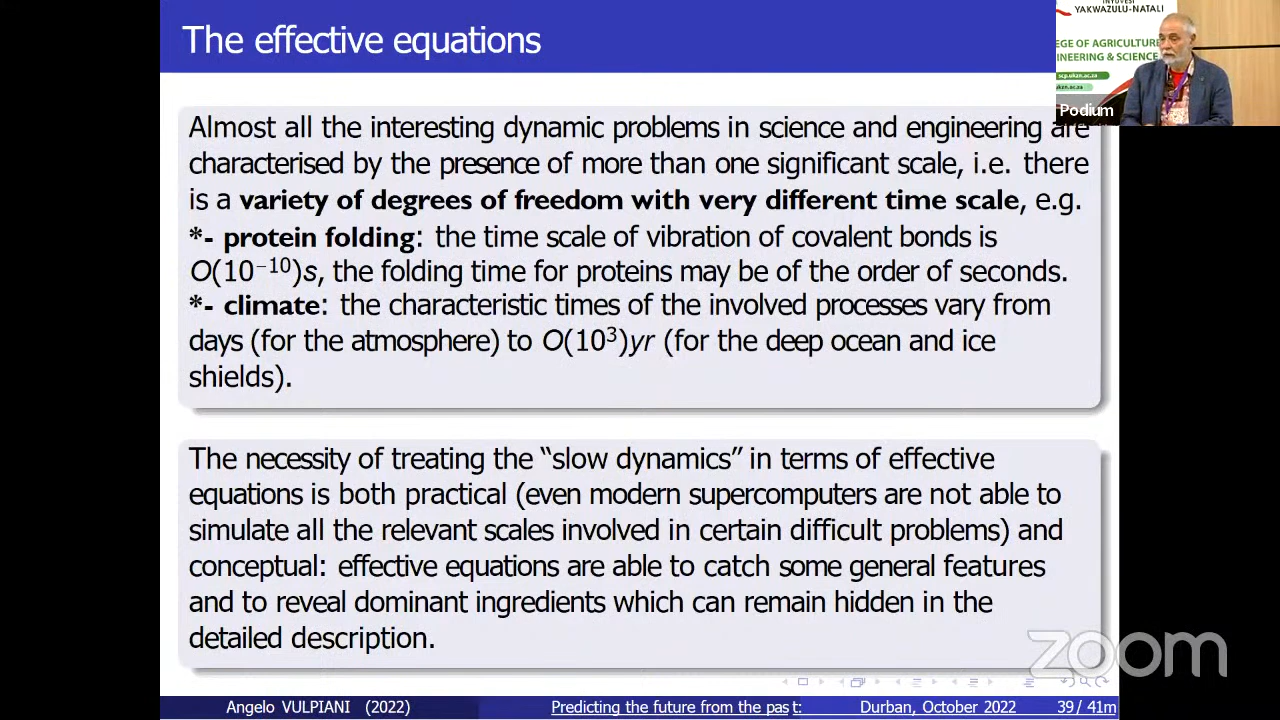 The effective equations
INYUVESI
YAKWAZULU-NATALI
EGE OF AGRICULTURE
INEERING & SCIENCE
scp.ukzn.ac.za
Podium
Almost all the interesting dynamic problems in science and engineering are
characterised by the presence of more than one significant scale, i.e. there
is a variety of degrees of freedom with very different time scale, e.g.
*- protein folding: the time scale of vibration of covalent bonds is
O(10⁻¹⁰)s, the folding time for proteins may be of the order of seconds.
*- climate: the characteristic times of the involved processes vary from
days (for the atmosphere) to O(10³)yr (for the deep ocean and ice
shields).
The necessity of treating the “slow dynamics” in terms of effective
equations is both practical (even modern supercomputers are not able to
simulate all the relevant scales involved in certain difficult problems) and
conceptual: effective equations are able to catch some general features
and to reveal dominant ingredients which can remain hidden in the
detailed description.
zoom
Angelo VULPIANI (2022) Predicting the future from the past: Durban, October 2022 39 / 41m